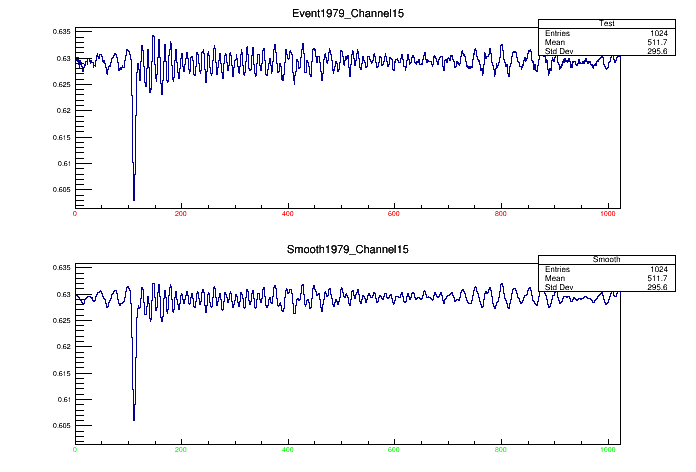 Event1979_Channel15
Test
Entries 1024
Mean 511.7
Std Dev 295.6
0.635
0.63
0.625
0.62
0.615
0.61
0.605
0 200 400 600 800 1000
Smooth1979_Channel15
Smooth
Entries 1024
Mean 511.7
Std Dev 295.6
0.635
0.63
0.625
0.62
0.615
0.61
0.605
0 200 400 600 800 1000